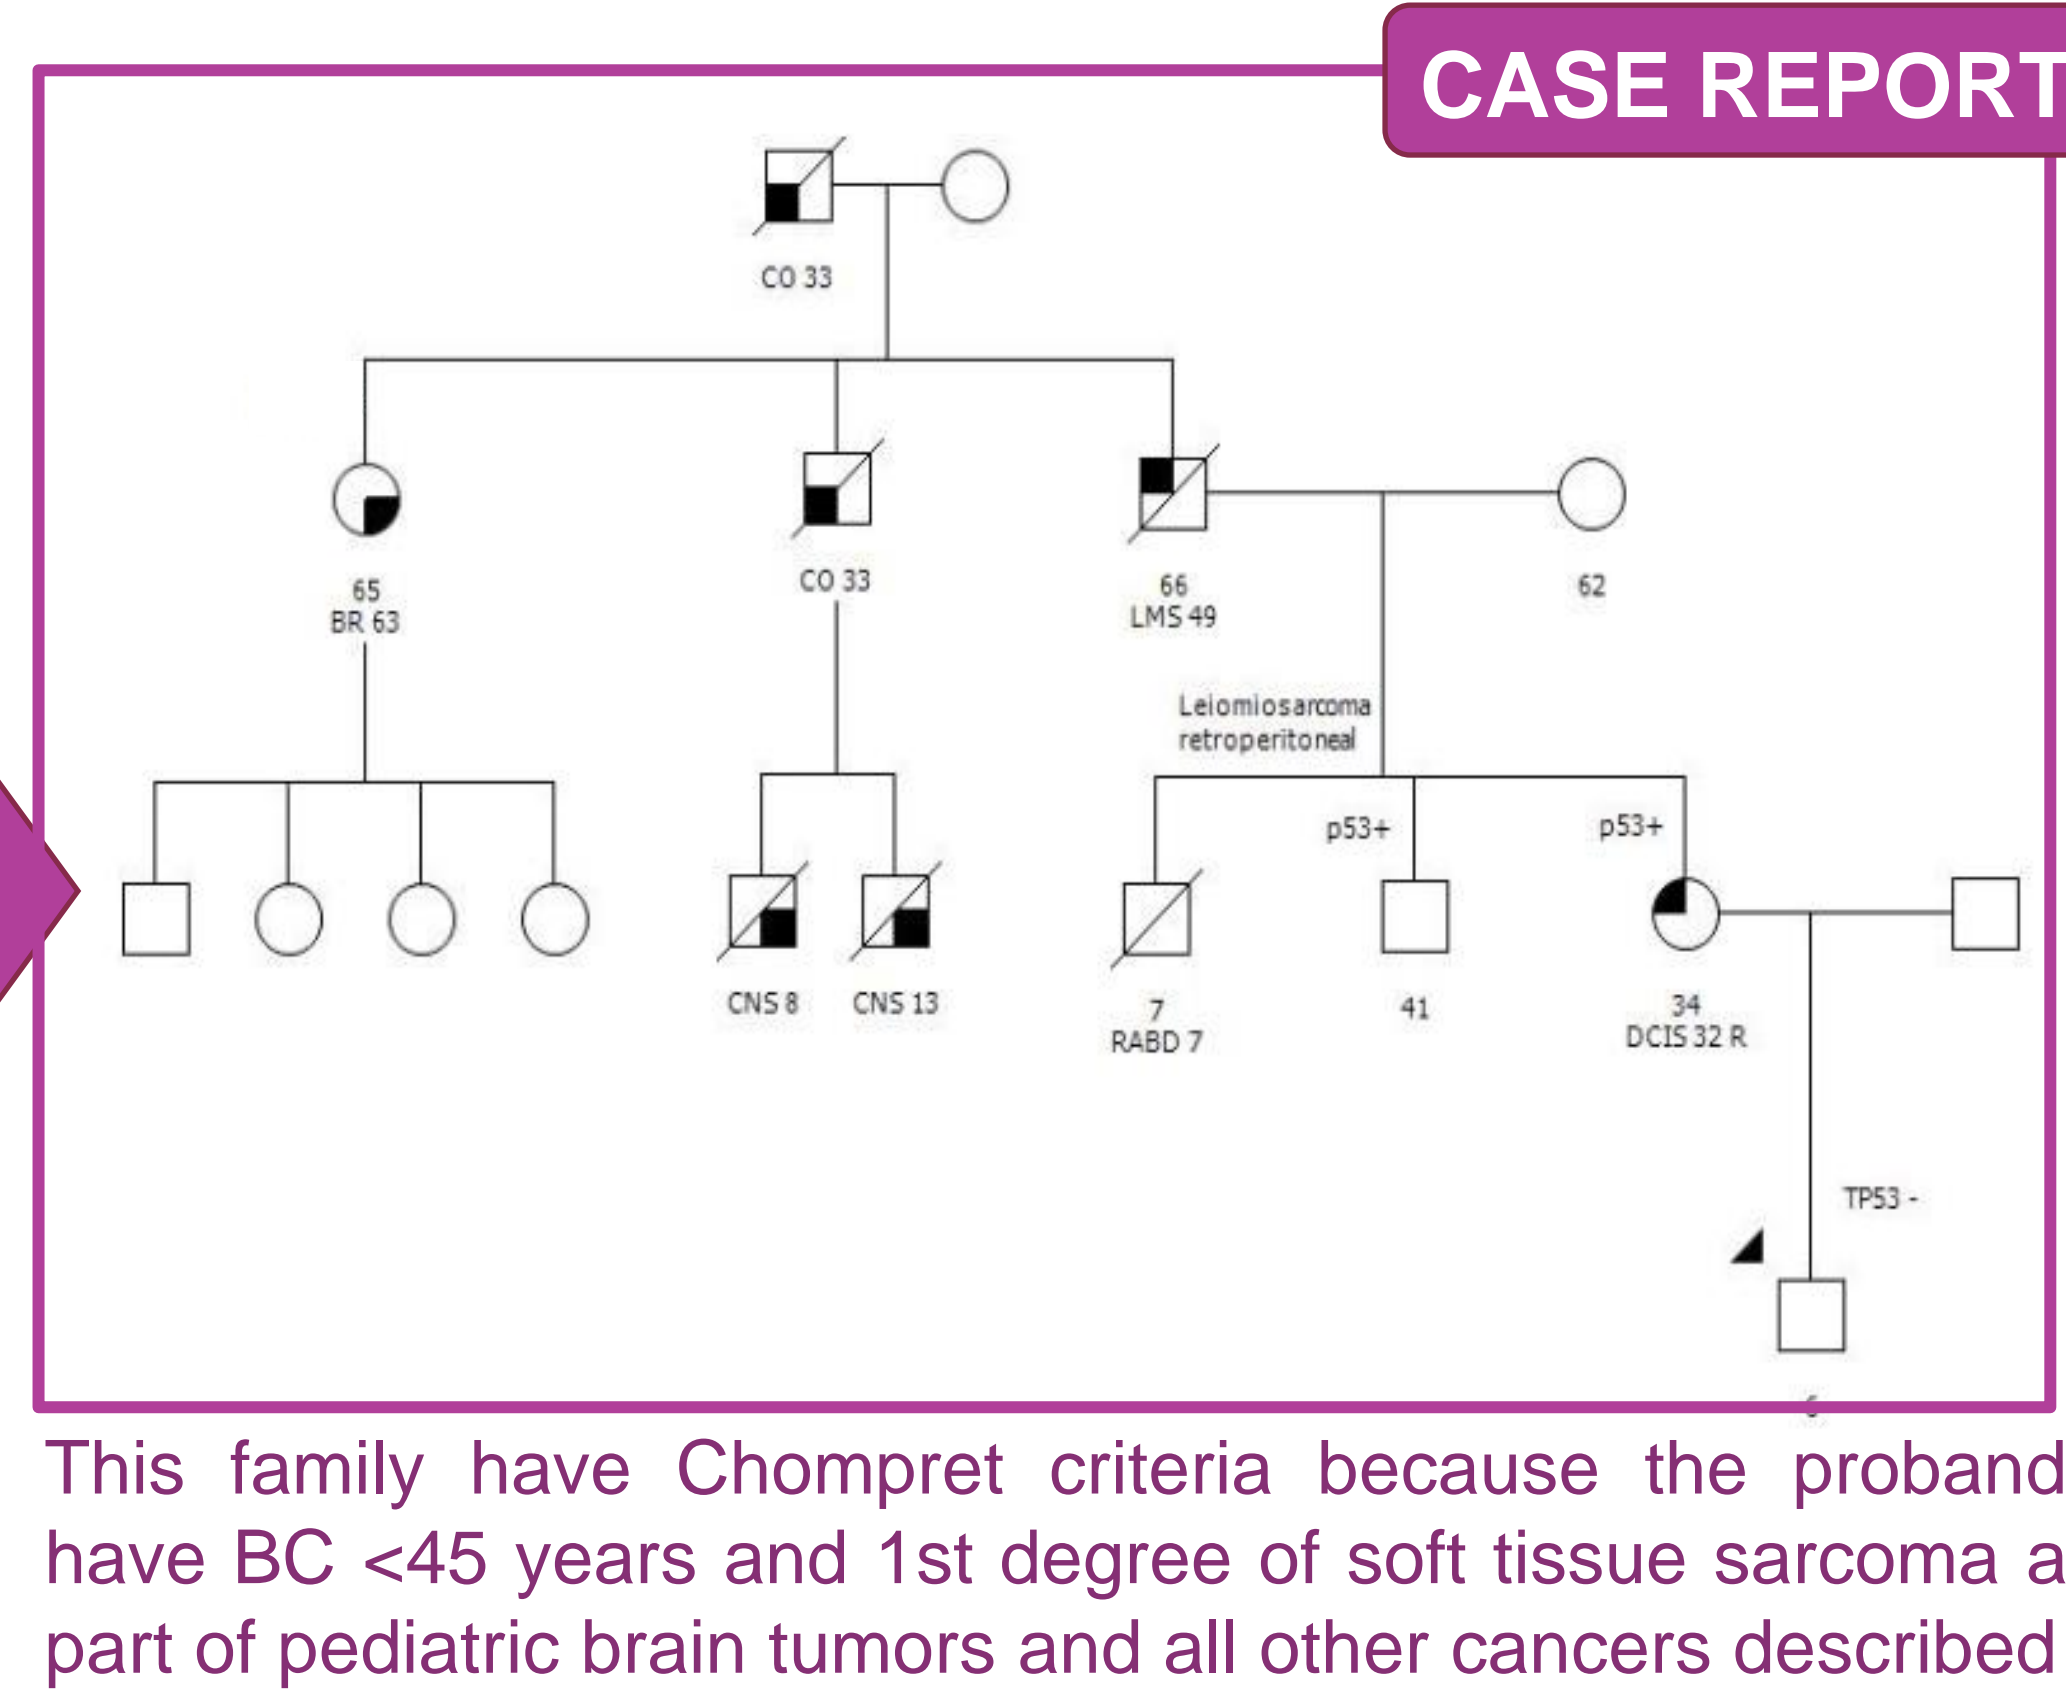 CASE REPORT
CO 33
65
BR 63
CO 33
66
LMS 49
62
Leiomiosarcoma
retroperitoneal
p53+
p53+
CNS 8
CNS 13
7
RABD 7
41
34
DCIS 32 R
TP53 -
This family have Chompret criteria because the proband
have BC <45 years and 1st degree of soft tissue sarcoma a
part of pediatric brain tumors and all other cancers described